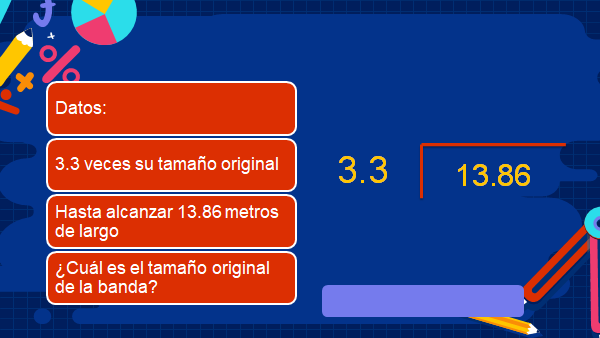 Datos:
3.3 veces su tamaño original
Hasta alcanzar 13.86 metros
de largo
¿Cuál es el tamaño original
de la banda?
3.3
13.86